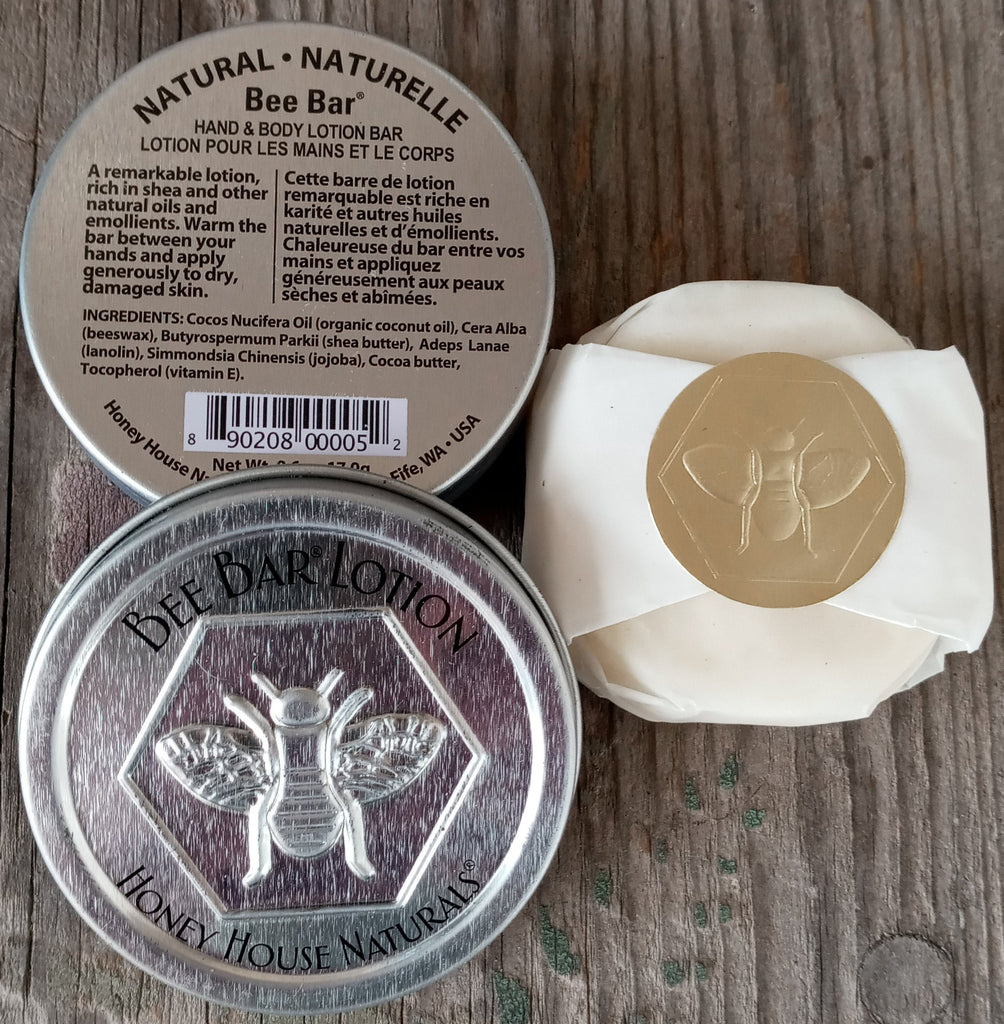 NATURAL • NATURELLE
Bee Bar®
HAND & BODY LOTION BAR
LOTION POUR LES MAINS ET LE CORPS
A remarkable lotion,
rich in shea and other
natural oils and
emollients. Warm the
bar between your
hands and apply
generously to dry,
damaged skin.
Cette barre de lotion
remarquable est riche en
karité et autres huiles
naturelles et d'émollients.
Chaleureuse du bar entre vos
mains et appliquez
généreusement aux peaux
sèches et abîmées.
INGREDIENTS: Cocos Nucifera Oil (organic coconut oil), Cera Alba
(beeswax), Butyrospermum Parkii (shea butter), Adeps Lanae
(lanolin), Simmondsia Chinensis (jojoba), Cocoa butter,
Tocopherol (vitamin E).
8 90208 00005 2
Net Wt.
Honey House Fife, WA • USA
BEE BAR® LOTION
HONEY HOUSE NATURALS®